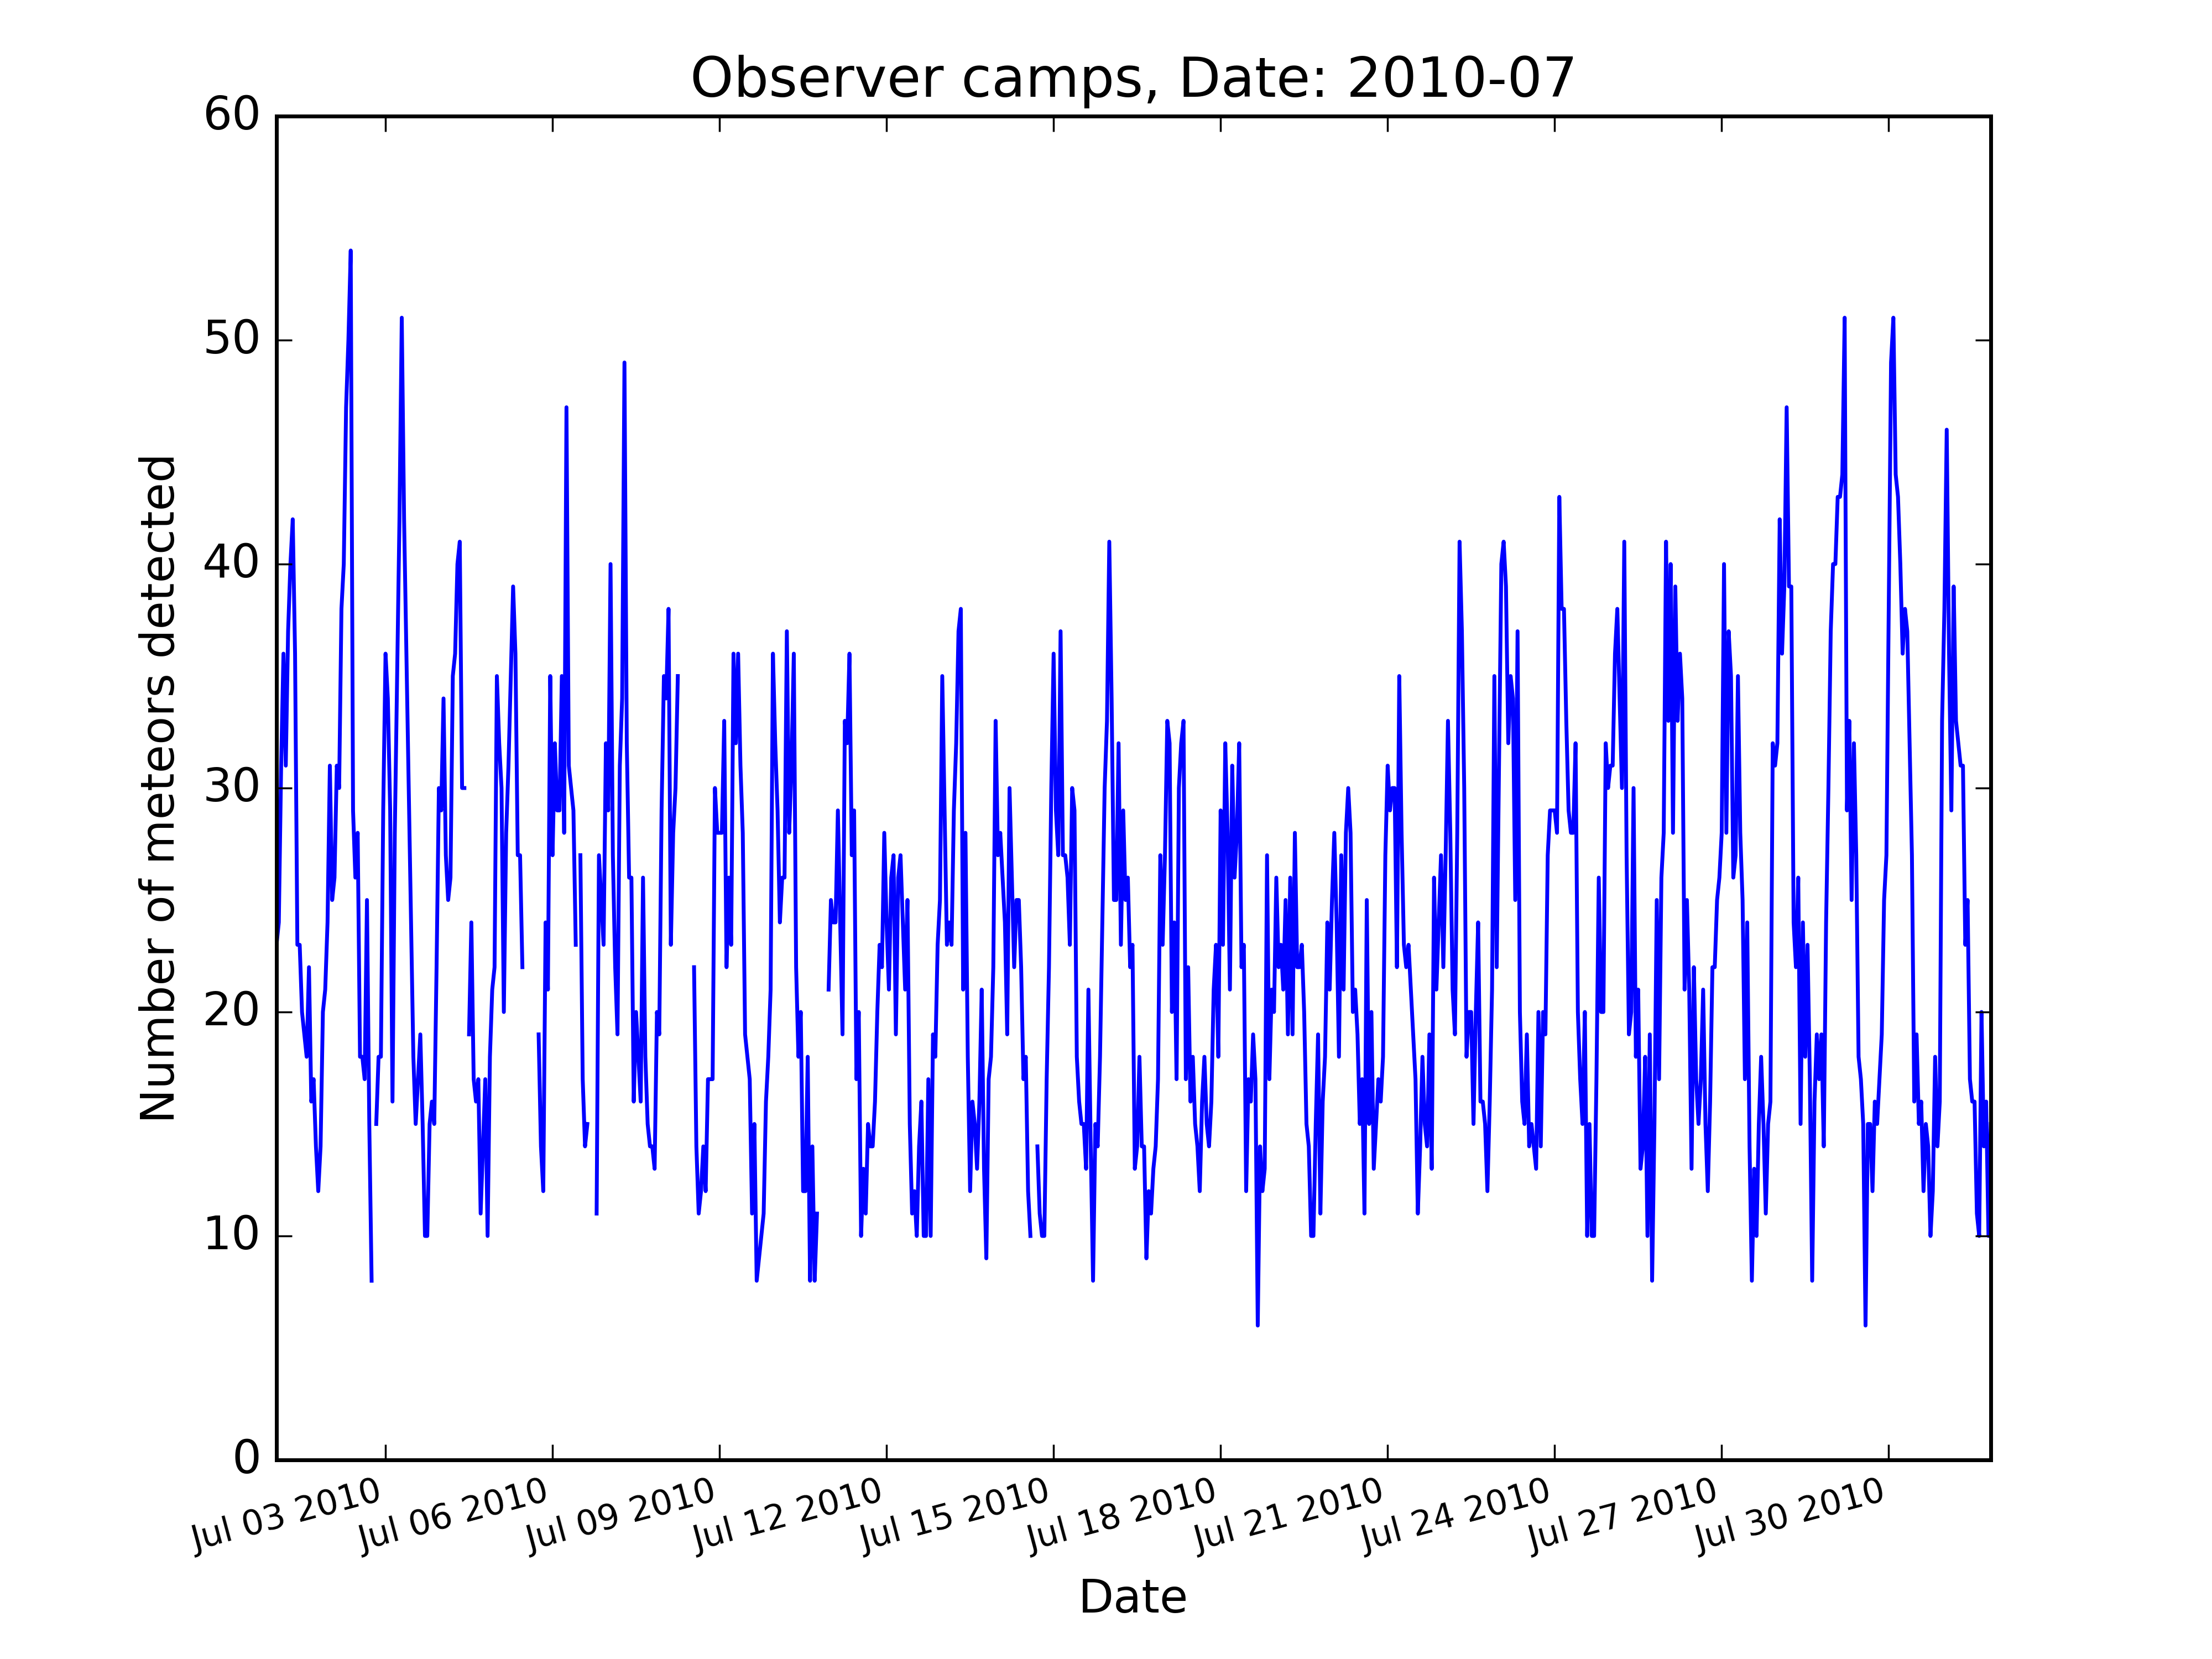 Observer camps, Date: 2010-07
60
50
40
30
20
10
0
Number of meteors detected
Jul 03 2010
Jul 06 2010
Jul 09 2010
Jul 12 2010
Jul 15 2010
Jul 18 2010
Jul 21 2010
Jul 24 2010
Jul 27 2010
Jul 30 2010
Date